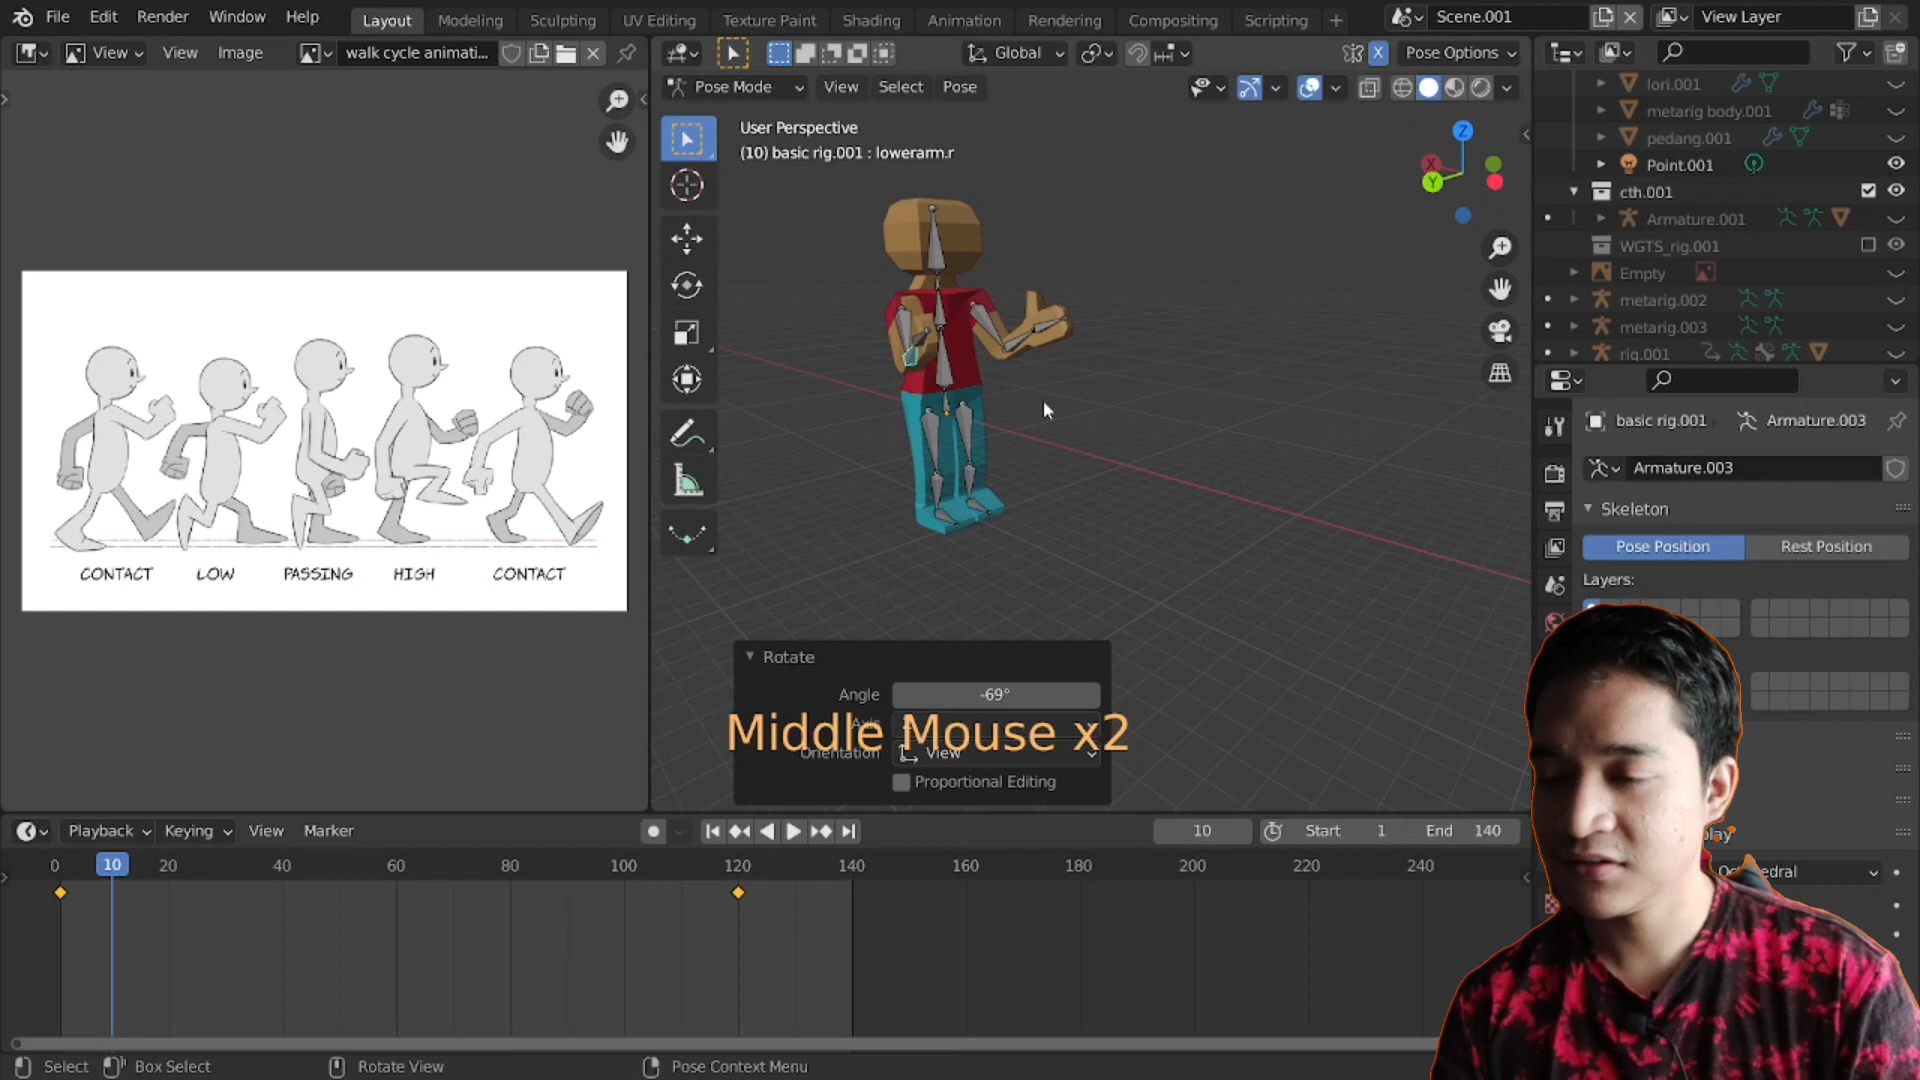 File Edit Render Window Help
Layout Modeling Sculpting UV Editing Texture Paint Shading Animation Rendering Compositing Scripting +
Scene.001
View Layer
View View Image
walk cycle animati...
Global
X
Pose Options
Pose Mode View Select Pose
User Perspective
(10) basic rig.001 : lowerarm.r
Z
X
Y
CONTACT LOW PASSING HIGH CONTACT
lori.001
metarig body.001
pedang.001
Point.001
cth.001
Armature.001
WGTS_rig.001
Empty
metarig.002
metarig.003
rig.001
basic rig.001
Armature.003
Armature.003
Skeleton
Pose Position Rest Position
Layers:
Rotate
Angle -69°
Axis
Middle Mouse x2
Orientation View
Proportional Editing
Playback Keying View Marker
10
Start 1
End 140
0 10 20 40 60 80 100 120 140 160 180 200 220 240
Select Box Select Rotate View Pose Context Menu